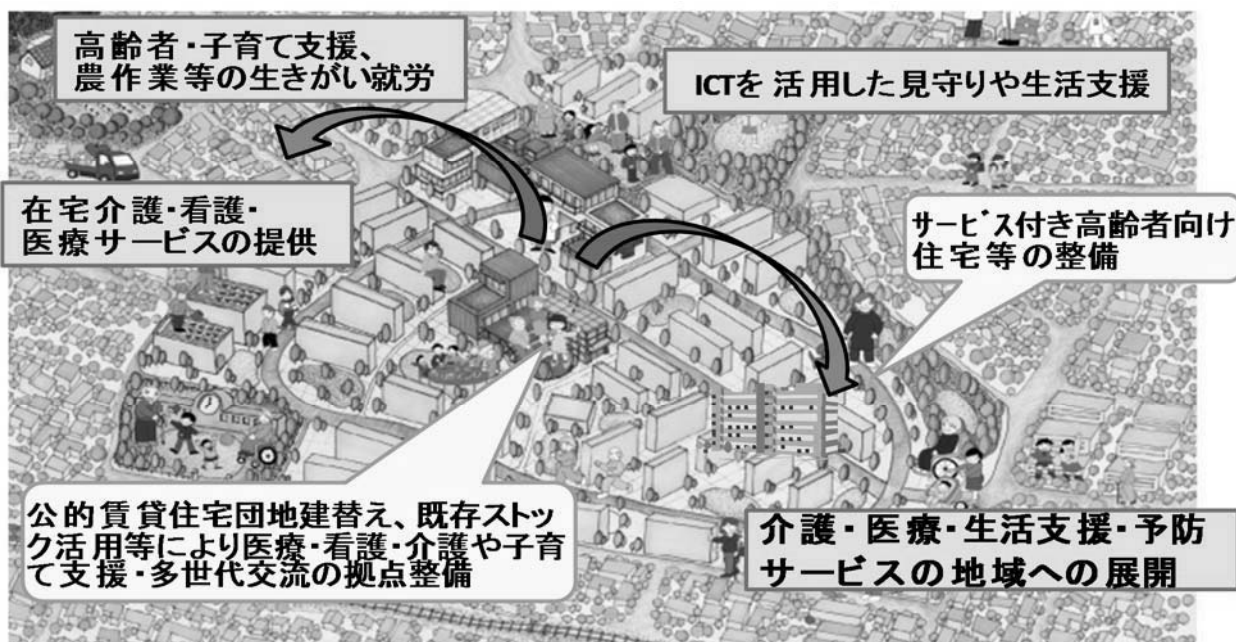 高齢者・子育て支援、
農作業等の生きがい就労
ICTを活用した見守りや生活支援
在宅介護・看護・
医療サービスの提供
サービス付き高齢者向け
住宅等の整備
公的賃貸住宅団地建替え、既存ストッ
ク活用等により医療・看護・介護や子育
て支援・多世代交流の拠点整備
介護・医療・生活支援・予防
サービスの地域への展開